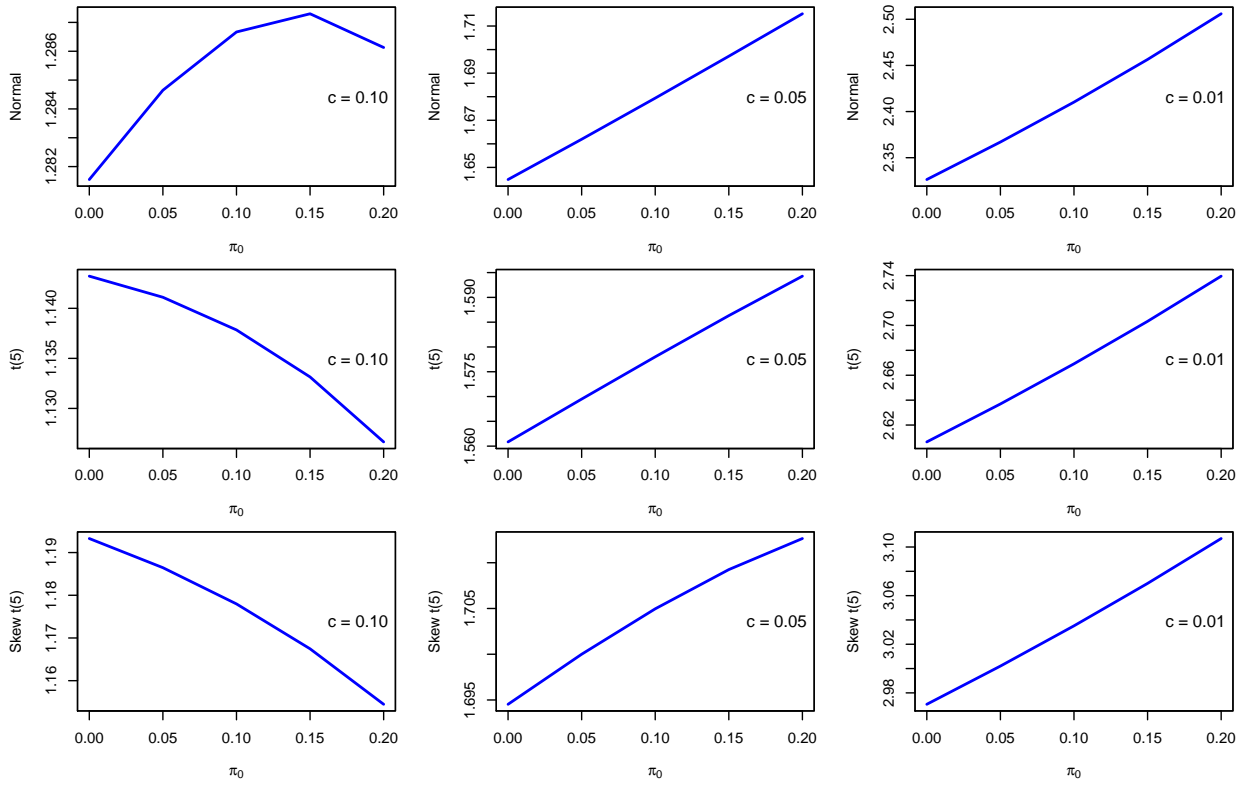 Normal
1.282 1.284 1.286
c = 0.10
0.00 0.05 0.10 0.15 0.20
π0
Normal
1.65 1.67 1.69 1.71
c = 0.05
0.00 0.05 0.10 0.15 0.20
π0
Normal
2.35 2.40 2.45 2.50
c = 0.01
0.00 0.05 0.10 0.15 0.20
π0
t(5)
1.130 1.135 1.140
c = 0.10
0.00 0.05 0.10 0.15 0.20
π0
t(5)
1.560 1.575 1.590
c = 0.05
0.00 0.05 0.10 0.15 0.20
π0
t(5)
2.62 2.66 2.70 2.74
c = 0.01
0.00 0.05 0.10 0.15 0.20
π0
Skew t(5)
1.16 1.17 1.18 1.19
c = 0.10
0.00 0.05 0.10 0.15 0.20
π0
Skew t(5)
1.695 1.705
c = 0.05
0.00 0.05 0.10 0.15 0.20
π0
Skew t(5)
2.98 3.02 3.06 3.10
c = 0.01
0.00 0.05 0.10 0.15 0.20
π0